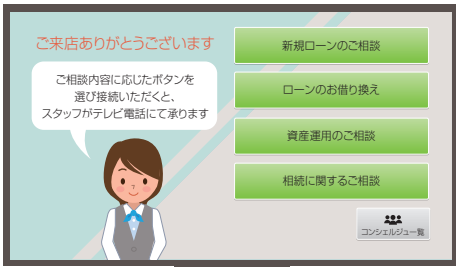 ご来店ありがとうございます
ご相談内容に応じたボタンを
選び接続いただくと、
スタッフがテレビ電話にて承ります
新規ローンのご相談
ローンのお借り換え
資産運用のご相談
相続に関するご相談
コンシェルジュ一覧